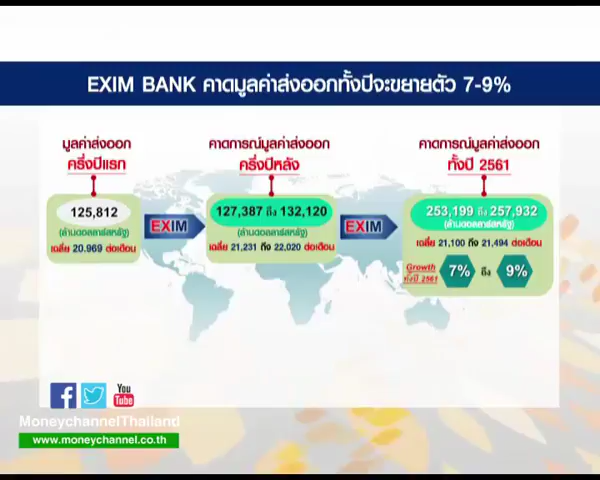 EXIM BANK คาดมูลค่าส่งออกทั้งปีจะขยายตัว 7-9%
มูลค่าส่งออก
ครึ่งปีแรก
125,812
(ล้านดอลลาร์สหรัฐ)
เฉลี่ย 20.969 ต่อเดือน
EXIM
คาดการณ์มูลค่าส่งออก
ครึ่งปีหลัง
127,387 ถึง 132,120
(ล้านดอลลาร์สหรัฐ)
เฉลี่ย 21,231 ถึง 22,020 ต่อเดือน
EXIM
คาดการณ์มูลค่าส่งออก
ทั้งปี 2561
253,199 ถึง 257,932
(ล้านดอลลาร์สหรัฐ)
เฉลี่ย 21,100 ถึง 21,494 ต่อเดือน
Growth
ทั้งปี 2561
7% ถึง 9%
You
Tube
MoneychannelThailand
www.moneychannel.co.th